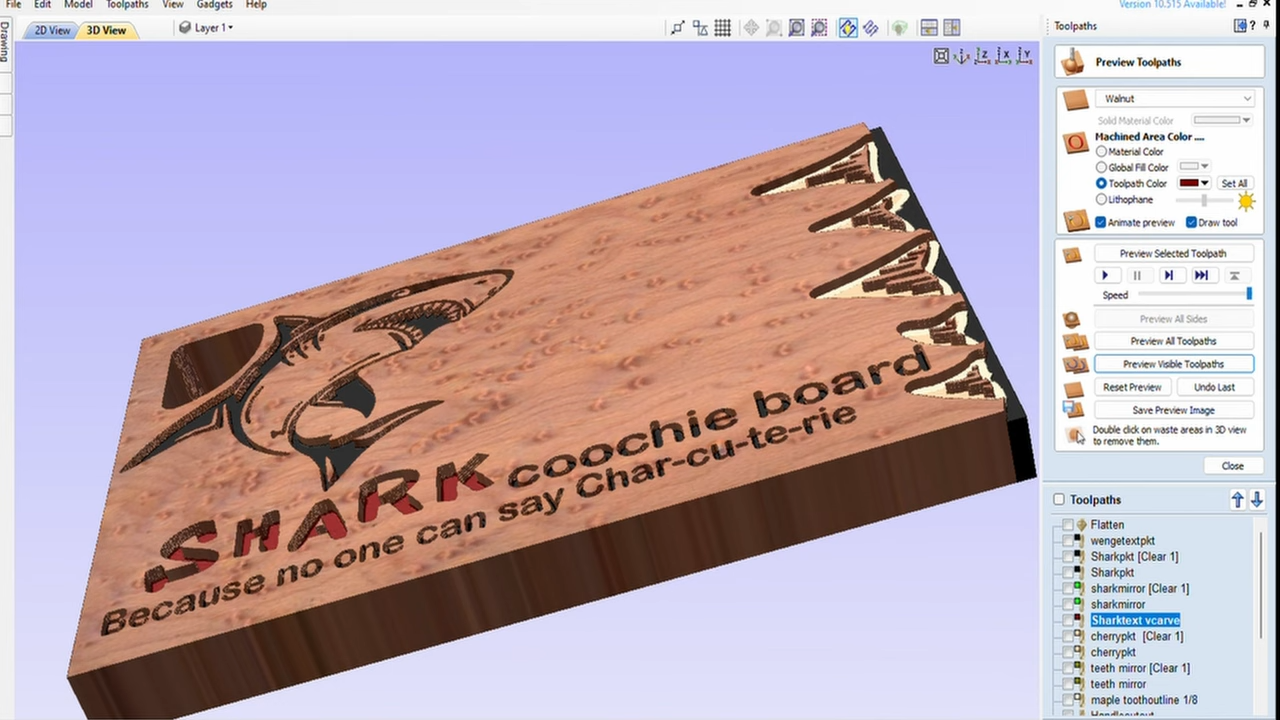 File Edit Model Toolpaths View Gadgets Help
Version 10.515 Available!
2D View 3D View Layer 1
Toolpaths
Drawing
Preview Toolpaths
Walnut
Solid Material Color
Machined Area Color ....
Material Color
Global Fill Color
Toolpath Color Set All
Lithophane
Animate preview Draw tool
Preview Selected Toolpath
Speed
Preview All Sides
Preview All Toolpaths
Preview Visible Toolpaths
Reset Preview Undo Last
Save Preview Image
Double click on waste areas in 3D view
to remove them.
Close
Toolpaths
Flatten
wengetextpkt
Sharkpkt [Clear 1]
Sharkpkt
sharkmirror [Clear 1]
sharkmirror
Sharktext vcarve
cherrypkt [Clear 1]
cherrypkt
teeth mirror [Clear 1]
teeth mirror
maple toothoutline 1/8
Z X Y
SHARK coochie board
Because no one can say Char-cu-te-rie